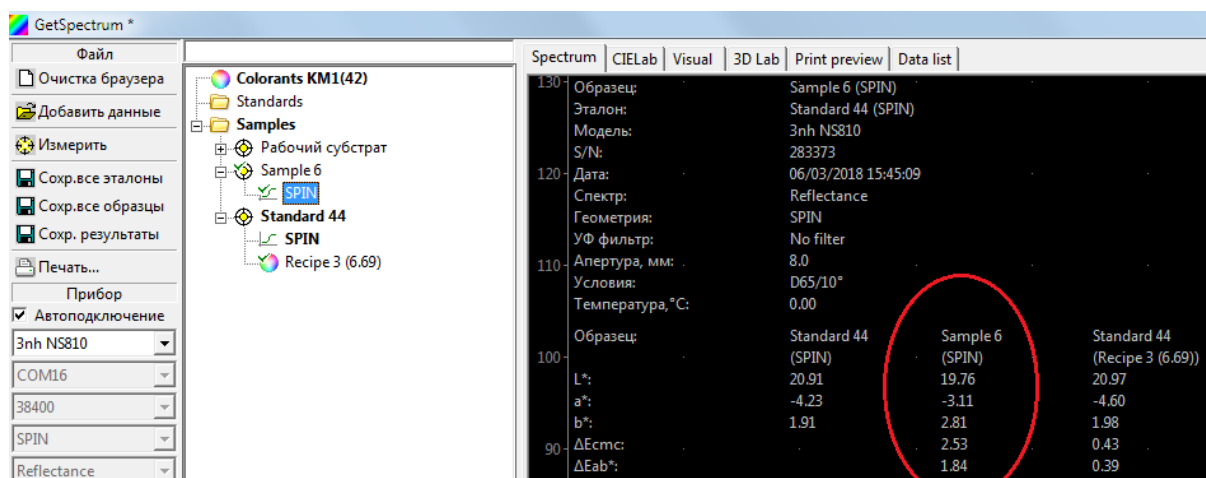 GetSpectrum *
Файл
Очистка браузера
Добавить данные
Измерить
Сохр.все эталоны
Сохр.все образцы
Сохр. результаты
Печать...
Прибор
Автоподключение
3nh NS810
COM16
38400
SPIN
Reflectance
Colorants KM1(42)
Standards
Samples
Рабочий субстрат
Sample 6
SPIN
Standard 44
SPIN
Recipe 3 (6.69)
Spectrum CIELab Visual 3D Lab Print preview Data list
130
Образец: Sample 6 (SPIN)
Эталон: Standard 44 (SPIN)
Модель: 3nh NS810
S/N: 283373
120 Дата: 06/03/2018 15:45:09
Спектр: Reflectance
Геометрия: SPIN
УФ фильтр: No filter
110 Апертура, мм: 8.0
Условия: D65/10°
Температура,°C: 0.00
Образец: Standard 44 Sample 6 Standard 44
100 (SPIN) (SPIN) (Recipe 3 (6.69))
L*: 20.91 19.76 20.97
a*: -4.23 -3.11 -4.60
b*: 1.91 2.81 1.98
90 ΔEcmc: 2.53 0.43
ΔEab*: 1.84 0.39